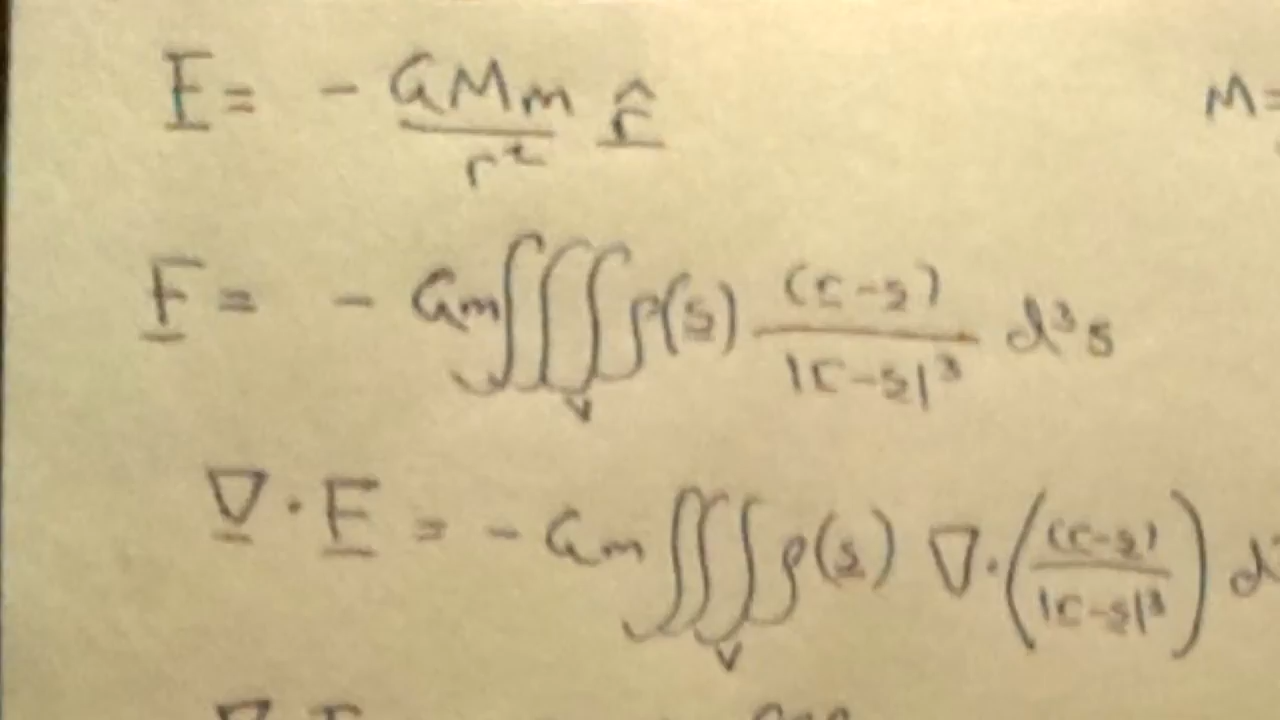 F = - GMm/r² r̂ M=
F = - Gm ∭_V ρ(s) (r-s)/|r-s|³ d³s
∇ · F = - Gm ∭_V ρ(s) ∇ · ((r-s)/|r-s|³) d